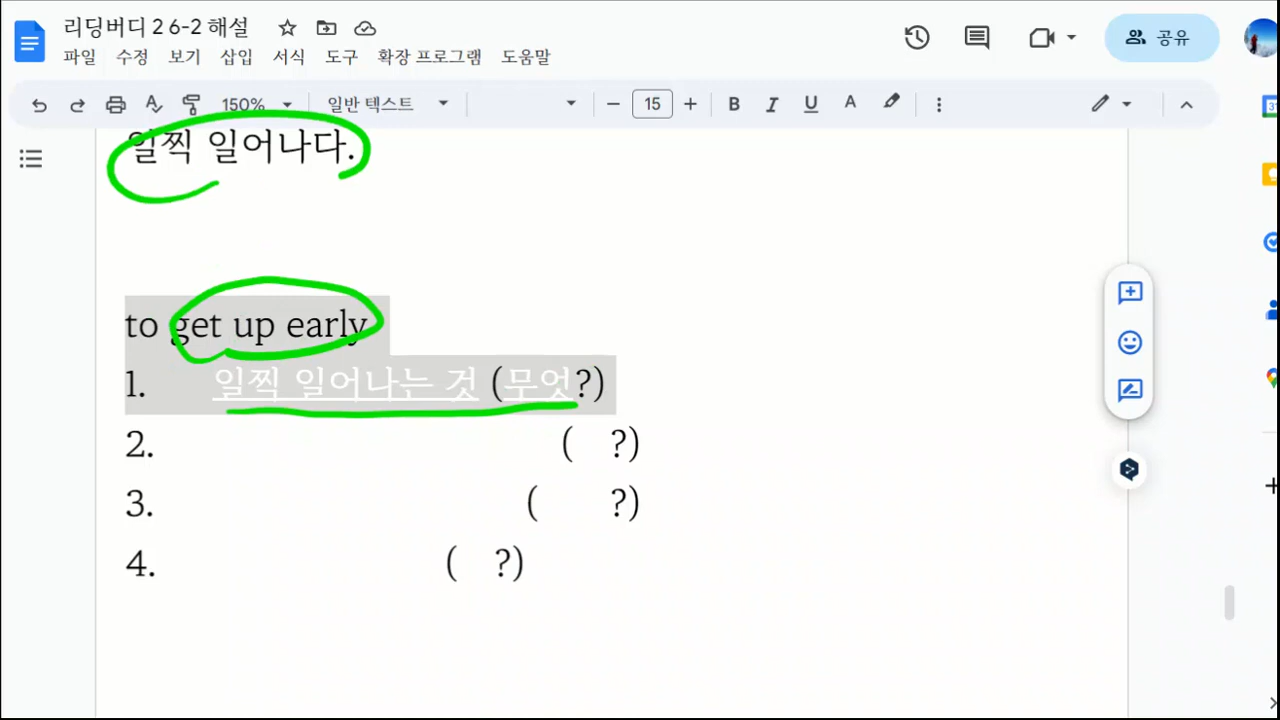 리딩버디 2 6-2 해설
파일 수정 보기 삽입 서식 도구 확장 프로그램 도움말
공유
150% 일반 텍스트 15 B I U A
일찍 일어나다.
to get up early
1. 일찍 일어나는 것 (무엇?)
2. ( ?)
3. ( ?)
4. ( ?)